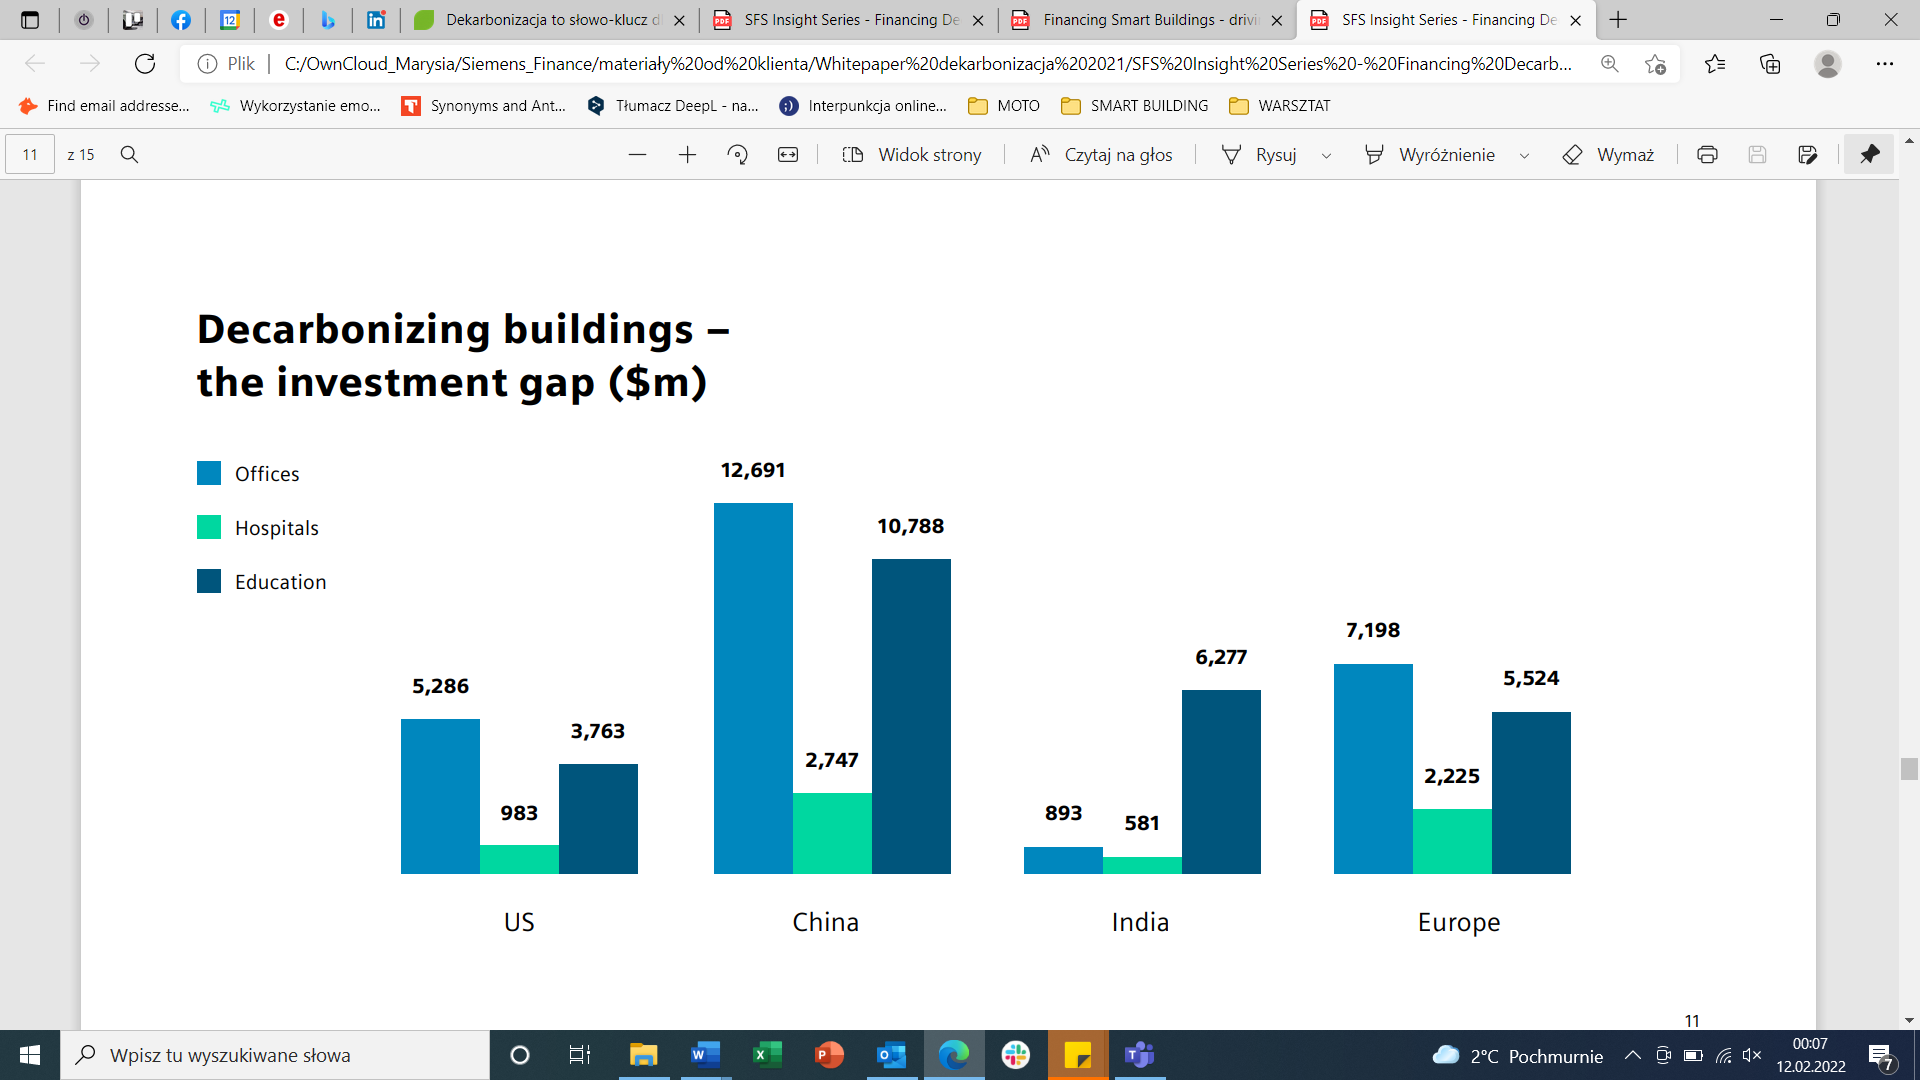 12
Dekarbonizacja to słowo-klucz d
SFS Insight Series - Financing De
Financing Smart Buildings - drivi
SFS Insight Series - Financing De
Plik
C:/OwnCloud_Marysia/Siemens_Finance/materiały%20od%20klienta/Whitepaper%20dekarbonizacja%202021/SFS%20Insight%20Series%20-%20Financing%20Decarb...
Find email addresse...
Wykorzystanie emo...
Synonyms and Ant...
Tłumacz DeepL - na...
Interpunkcja online...
MOTO
SMART BUILDING
WARSZTAT
11
z 15
Widok strony
Czytaj na głos
Rysuj
Wyróżnienie
Wymaż
Decarbonizing buildings –
the investment gap ($m)
Offices
Hospitals
Education
5,286
983
3,763
12,691
2,747
10,788
893
581
6,277
7,198
2,225
5,524
US
China
India
Europe
11
Wpisz tu wyszukiwane słowa
2°C Pochmurnie
00:07
12.02.2022
7